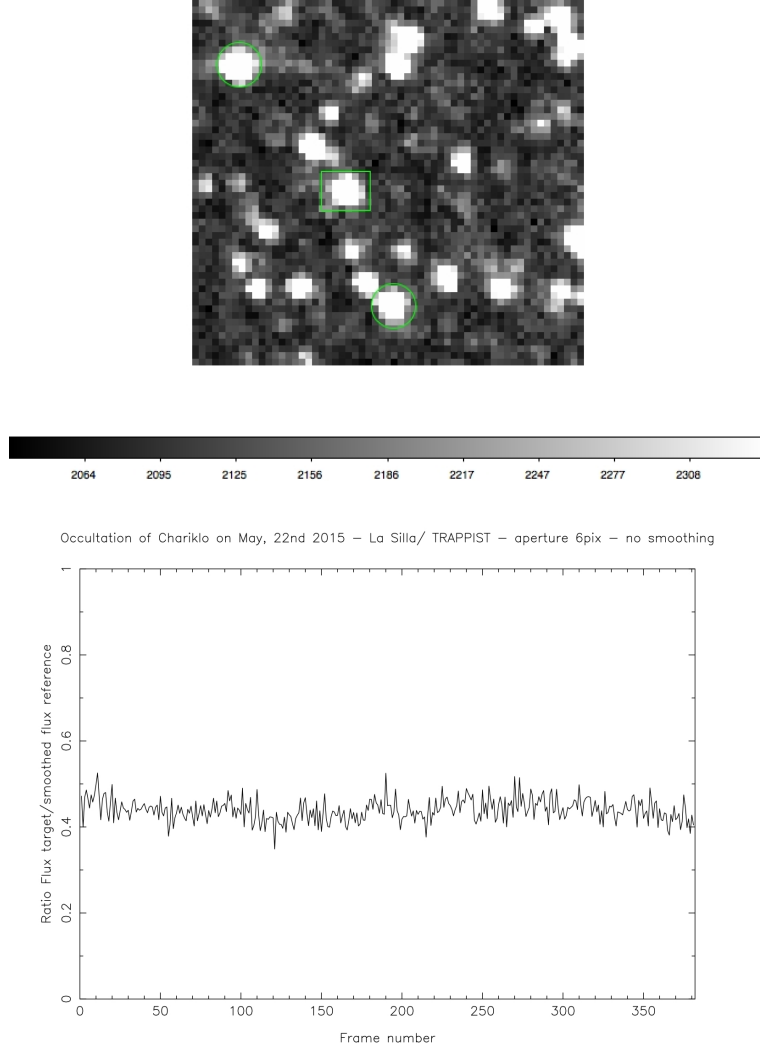 2064 2095 2125 2156 2186 2217 2247 2277 2308
Occultation of Chariklo on May, 22nd 2015 – La Silla/ TRAPPIST – aperture 6pix – no smoothing
Ratio Flux target/smoothed flux reference
1
0.8
0.6
0.4
0.2
0
0 50 100 150 200 250 300 350
Frame number